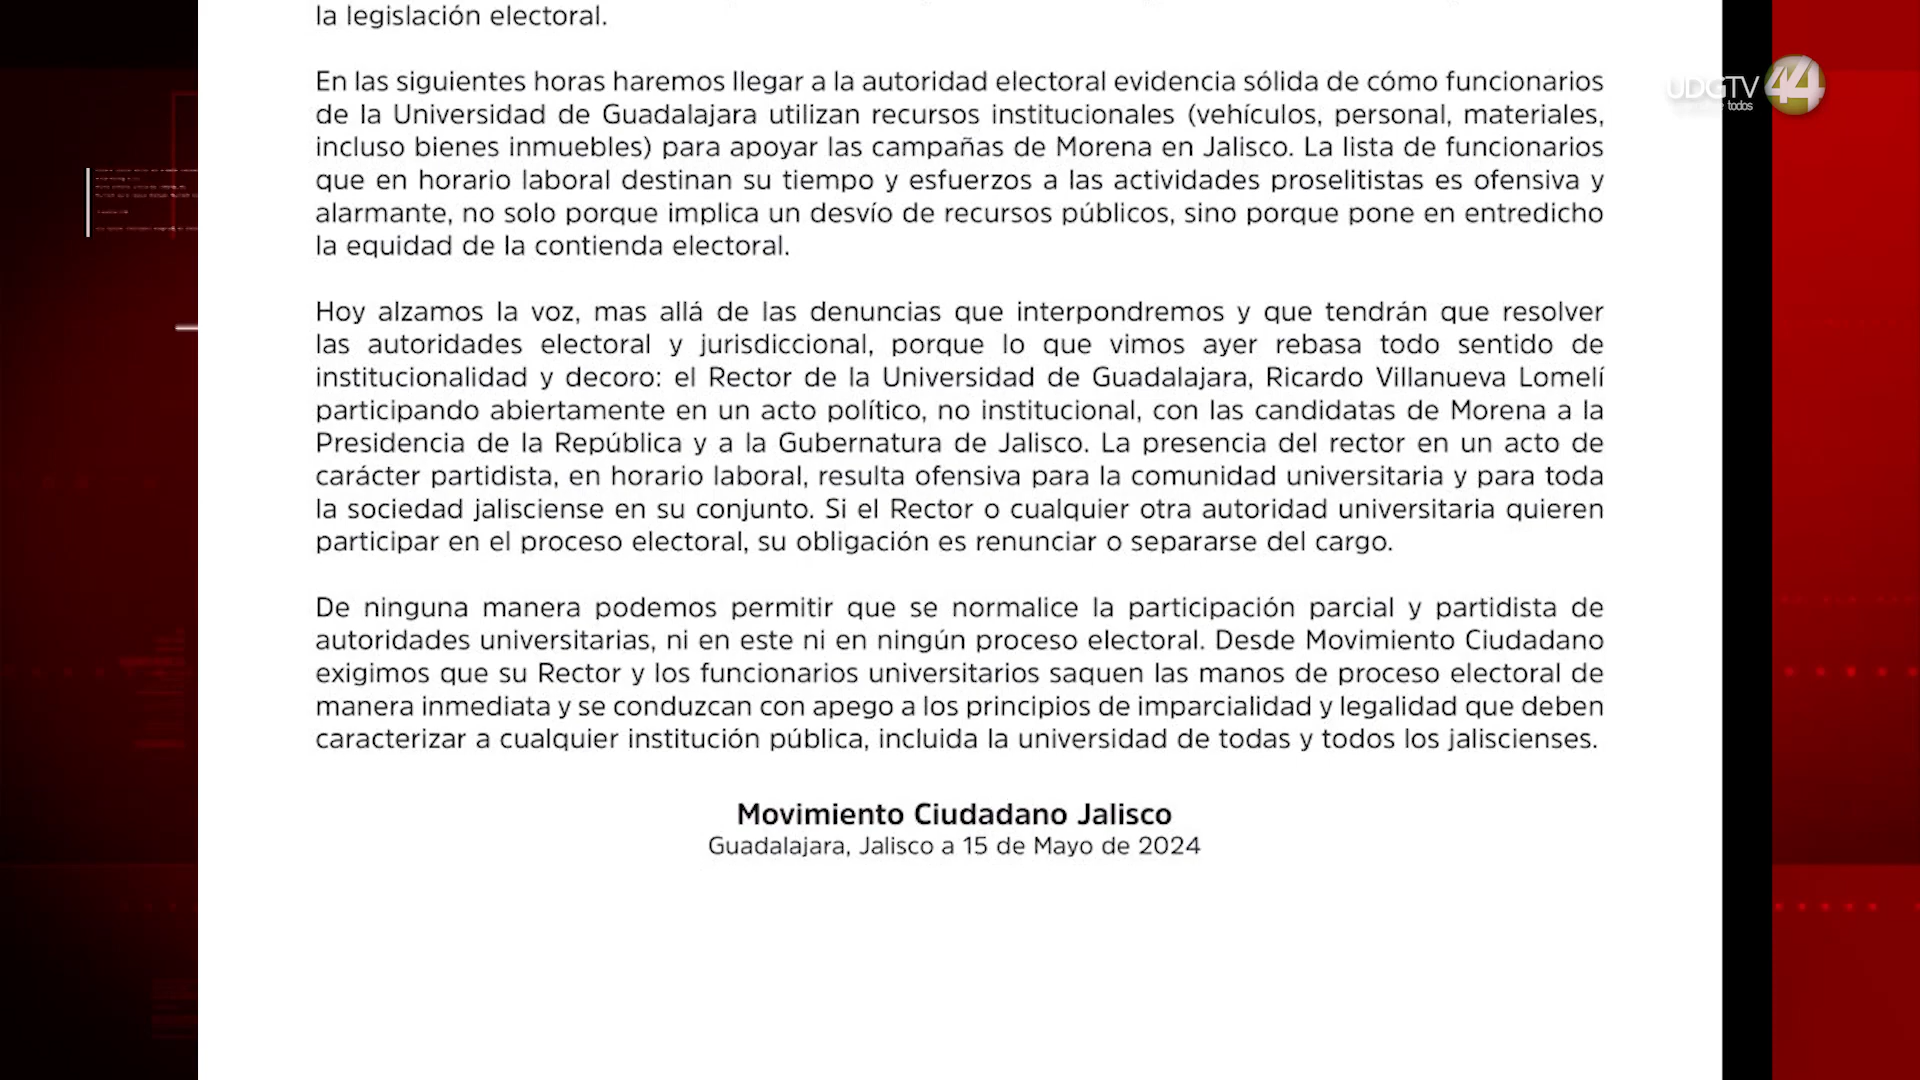 la legislación electoral.
En las siguientes horas haremos llegar a la autoridad electoral evidencia sólida de cómo funcionarios
de la Universidad de Guadalajara utilizan recursos institucionales (vehículos, personal, materiales,
incluso bienes inmuebles) para apoyar las campañas de Morena en Jalisco. La lista de funcionarios
que en horario laboral destinan su tiempo y esfuerzos a las actividades proselitistas es ofensiva y
alarmante, no solo porque implica un desvío de recursos públicos, sino porque pone en entredicho
la equidad de la contienda electoral.
Hoy alzamos la voz, mas allá de las denuncias que interpondremos y que tendrán que resolver
las autoridades electoral y jurisdiccional, porque lo que vimos ayer rebasa todo sentido de
institucionalidad y decoro: el Rector de la Universidad de Guadalajara, Ricardo Villanueva Lomelí
participando abiertamente en un acto político, no institucional, con las candidatas de Morena a la
Presidencia de la República y a la Gubernatura de Jalisco. La presencia del rector en un acto de
carácter partidista, en horario laboral, resulta ofensiva para la comunidad universitaria y para toda
la sociedad jalisciense en su conjunto. Si el Rector o cualquier otra autoridad universitaria quieren
participar en el proceso electoral, su obligación es renunciar o separarse del cargo.
De ninguna manera podemos permitir que se normalice la participación parcial y partidista de
autoridades universitarias, ni en este ni en ningún proceso electoral. Desde Movimiento Ciudadano
exigimos que su Rector y los funcionarios universitarios saquen las manos de proceso electoral de
manera inmediata y se conduzcan con apego a los principios de imparcialidad y legalidad que deben
caracterizar a cualquier institución pública, incluida la universidad de todas y todos los jaliscienses.
Movimiento Ciudadano Jalisco
Guadalajara, Jalisco a 15 de Mayo de 2024
UDGTV 44
todos